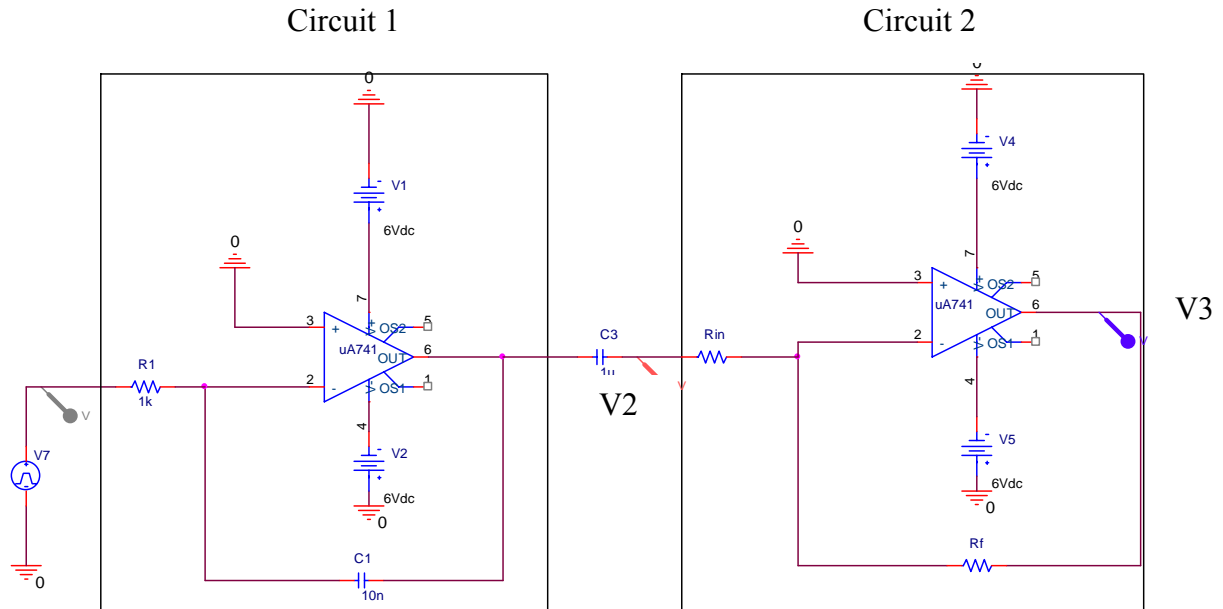 Circuit 1
Circuit 2
0
V1
6Vdc
0
7
3
+
V+
OS2
5
uA741
OUT
6
2
-
V-
OS1
1
4
V2
6Vdc
0
R1
1k
V
V7
0
C1
10n
C3
1u
V
V2
Rin
0
V4
6Vdc
0
7
3
+
V+
OS2
5
uA741
OUT
6
2
-
V-
OS1
1
4
V5
6Vdc
0
V
V3
Rf